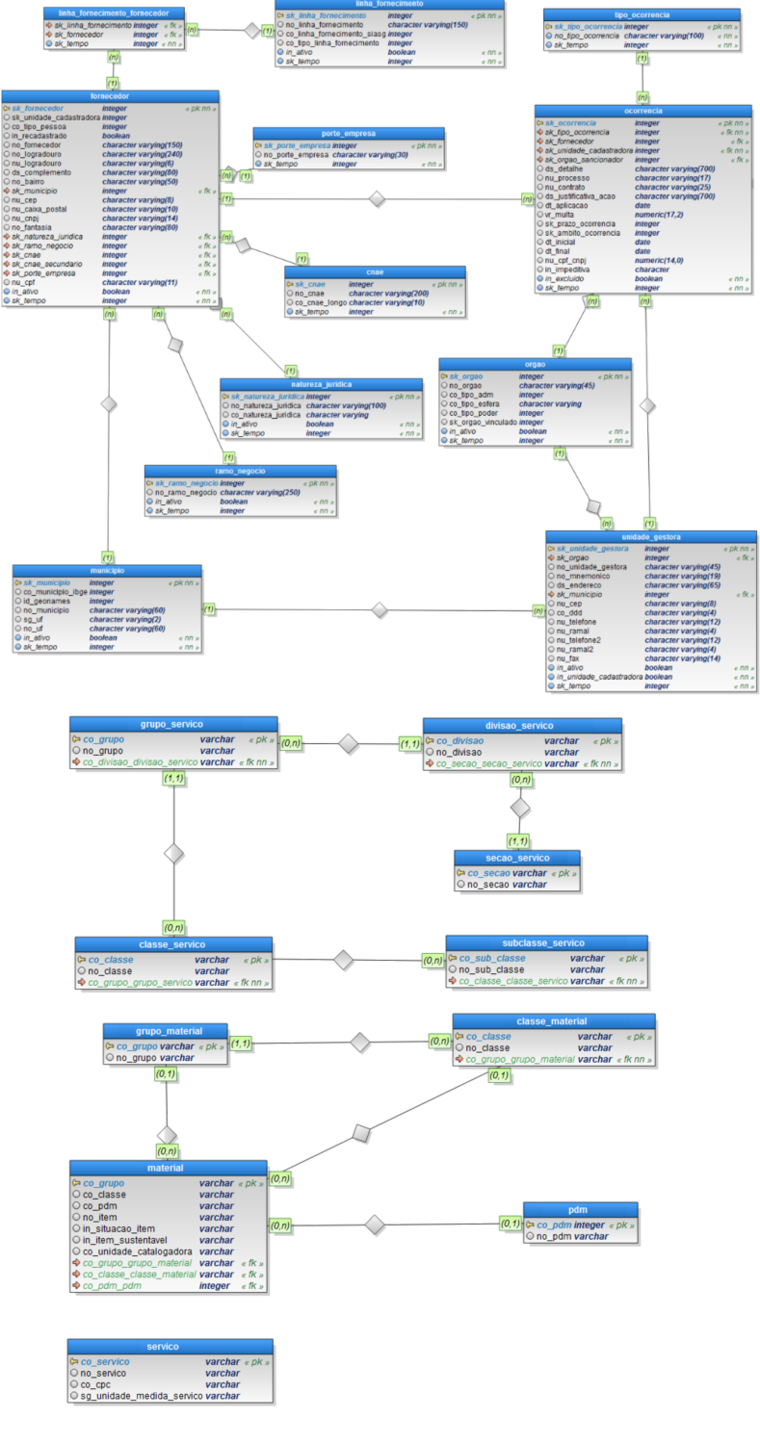 linha_fornecimento_fornecedor
sk_linha_fornecimento integer « fk »
sk_fornecedor integer « fk »
sk_tempo integer « nn »
(n)
(1)
linha_fornecimento
sk_linha_fornecimento integer « pk nn »
no_linha_fornecimento character varying(150)
co_linha_fornecimento_siasg integer
co_tipo_linha_fornecimento integer
in_ativo boolean « nn »
sk_tempo integer « nn »
tipo_ocorrencia
sk_tipo_ocorrencia integer « pk nn »
no_tipo_ocorrencia character varying(100) « nn »
sk_tempo integer « nn »
(n)
(1)
(1)
(n)
fornecedor
sk_fornecedor integer « pk nn »
sk_unidade_cadastradora integer
co_tipo_pessoa integer
in_recadastrado boolean
no_fornecedor character varying(150)
no_logradouro character varying(240)
nu_logradouro character varying(6)
ds_complemento character varying(80)
no_bairro character varying(50)
sk_municipio integer « fk »
nu_cep character varying(8)
nu_caixa_postal character varying(10)
nu_cnpj character varying(14)
no_fantasia character varying(80)
sk_natureza_juridica integer « fk »
sk_ramo_negocio integer « fk »
sk_cnae integer « fk »
sk_cnae_secundario integer « fk »
sk_porte_empresa integer « fk »
nu_cpf character varying(11)
in_ativo boolean « nn »
sk_tempo integer « nn »
porte_empresa
sk_porte_empresa integer « pk nn »
no_porte_empresa character varying(30)
sk_tempo integer « nn »
(n)
(1)
ocorrencia
sk_ocorrencia integer « pk nn »
sk_tipo_ocorrencia integer « fk nn »
sk_fornecedor integer « fk »
sk_unidade_cadastradora integer « fk nn »
sk_orgao_sancionador integer « fk »
ds_detalhe character varying(700)
nu_processo character varying(17)
nu_contrato character varying(25)
ds_justificativa_acao character varying(700)
dt_aplicacao date
vr_multa numeric(17,2)
sk_prazo_ocorrencia integer
sk_ambito_ocorrencia integer
dt_inicial date
dt_final date
nu_cpf_cnpj numeric(14,0)
in_impeditiva character
in_excluido boolean « nn »
sk_tempo integer « nn »
(1)
(n)
(n)
(1)
cnae
sk_cnae integer « pk nn »
no_cnae character varying(200)
co_cnae_longo character varying(10)
sk_tempo integer « nn »
(n)
(n)
(n)
(n)
(n)
(1)
natureza_juridica
sk_natureza_juridica integer « pk nn »
no_natureza_juridica character varying(100)
co_natureza_juridica character varying
in_ativo boolean « nn »
sk_tempo integer « nn »
(1)
orgao
sk_orgao integer « pk nn »
no_orgao character varying(45)
co_tipo_adm integer
co_tipo_esfera character varying
co_tipo_poder integer
sk_orgao_vinculado integer
in_ativo boolean « nn »
sk_tempo integer « nn »
(1)
(1)
ramo_negocio
sk_ramo_negocio integer « pk nn »
no_ramo_negocio character varying(250)
in_ativo boolean « nn »
sk_tempo integer « nn »
(n)
(1)
(1)
municipio
sk_municipio integer « pk nn »
co_municipio_ibge integer
id_geonames integer
no_municipio character varying(60)
sg_uf character varying(2)
no_uf character varying(60)
in_ativo boolean « nn »
sk_tempo integer « nn »
(1)
(n)
unidade_gestora
sk_unidade_gestora integer « pk nn »
sk_orgao integer « fk »
no_unidade_gestora character varying(45)
no_mnemonico character varying(19)
ds_endereco character varying(65)
sk_municipio integer « fk »
nu_cep character varying(8)
co_ddd character varying(4)
nu_telefone character varying(12)
nu_ramal character varying(4)
nu_telefone2 character varying(12)
nu_ramal2 character varying(4)
nu_fax character varying(14)
in_ativo boolean « nn »
in_unidade_cadastradora boolean « nn »
sk_tempo integer « nn »
grupo_servico
co_grupo varchar « pk »
no_grupo varchar
co_divisao_divisao_servico varchar « fk nn »
(0,n)
(1,1)
divisao_servico
co_divisao varchar « pk »
no_divisao varchar
co_secao_secao_servico varchar « fk nn »
(1,1)
(0,n)
(1,1)
secao_servico
co_secao varchar « pk »
no_secao varchar
(0,n)
classe_servico
co_classe varchar « pk »
no_classe varchar
co_grupo_grupo_servico varchar « fk nn »
(0,n)
subclasse_servico
co_sub_classe varchar « pk »
no_sub_classe varchar
co_classe_classe_servico varchar « fk nn »
grupo_material
co_grupo varchar « pk »
no_grupo varchar
(1,1)
(0,n)
classe_material
co_classe varchar « pk »
no_classe varchar
co_grupo_grupo_material varchar « fk nn »
(0,1)
(0,1)
(0,n)
material
co_grupo varchar « pk »
co_classe varchar
co_pdm varchar
no_item varchar
in_situacao_item varchar
in_item_sustentavel varchar
co_unidade_catalogadora varchar
co_grupo_grupo_material varchar « fk »
co_classe_classe_material varchar « fk »
co_pdm_pdm integer « fk »
(0,n)
(0,n)
(0,1)
pdm
co_pdm integer « pk »
no_pdm varchar
servico
co_servico varchar « pk »
no_servico varchar
co_cpc varchar
sg_unidade_medida_servico varchar